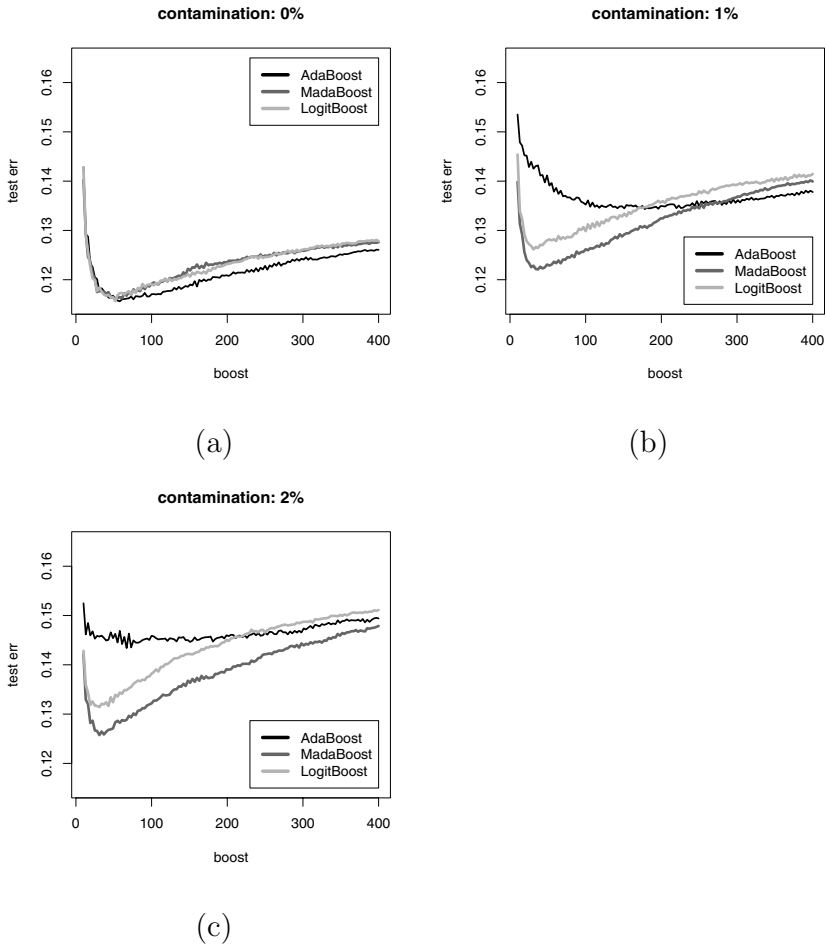 contamination: 0%
test err
0.16
0.15
0.14
0.13
0.12
AdaBoost
MadaBoost
LogitBoost
0 100 200 300 400
boost
(a)
contamination: 1%
test err
0.16
0.15
0.14
0.13
0.12
AdaBoost
MadaBoost
LogitBoost
0 100 200 300 400
boost
(b)
contamination: 2%
test err
0.16
0.15
0.14
0.13
0.12
AdaBoost
MadaBoost
LogitBoost
0 100 200 300 400
boost
(c)